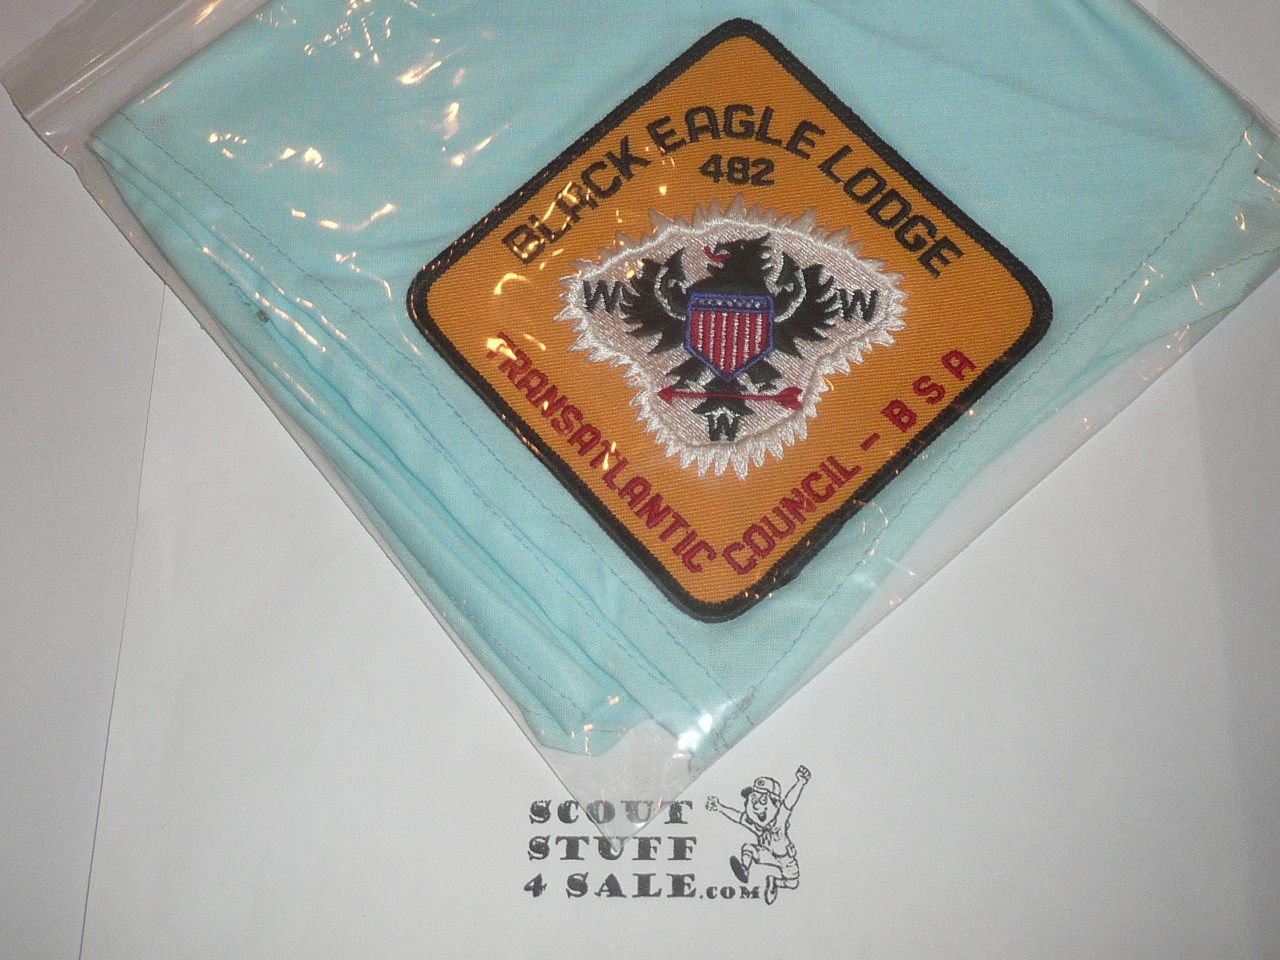 BLACK EAGLE LODGE
482
W W
W
TRANSATLANTIC COUNCIL - BSA
SCOUT
STUFF
4 SALE.COM